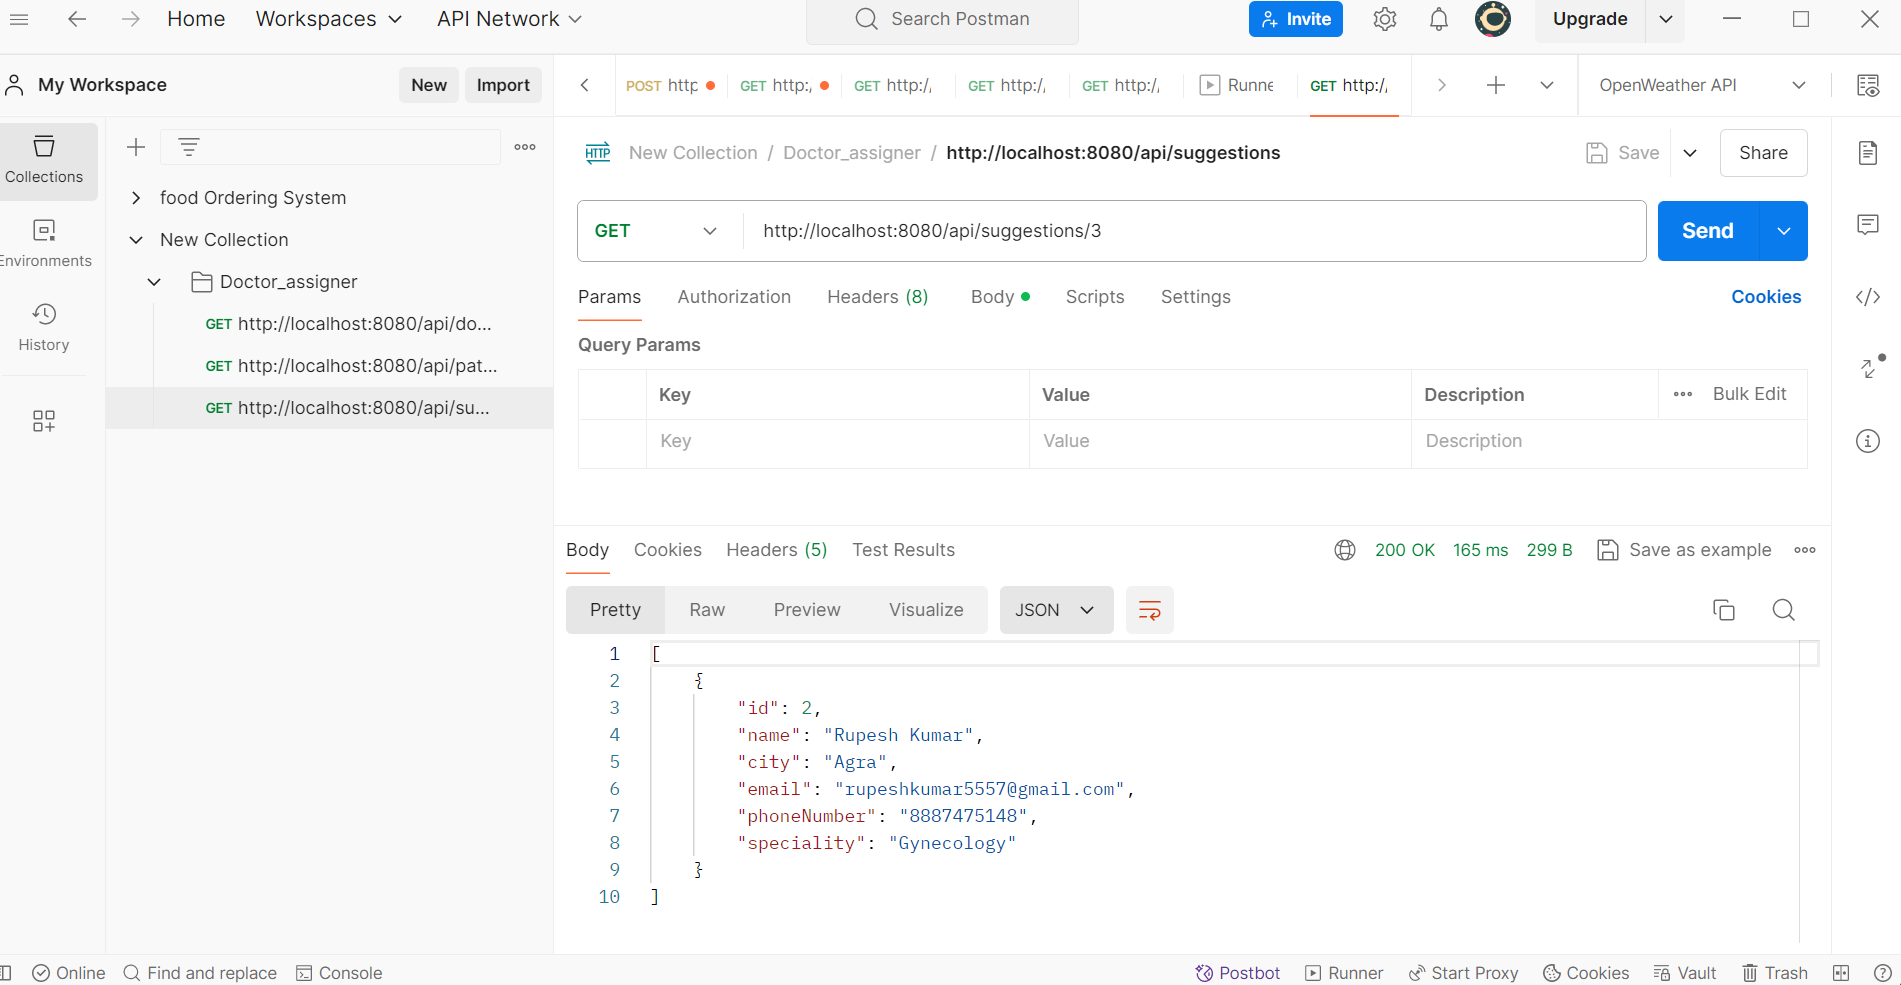 Home Workspaces API Network Search Postman Invite Upgrade
My Workspace New Import POST http GET http:/ GET http:/ GET http:/ GET http:/ Runne GET http:/ OpenWeather API
Collections
Environments
History
food Ordering System
New Collection
Doctor_assigner
GET http://localhost:8080/api/do...
GET http://localhost:8080/api/pat...
GET http://localhost:8080/api/su...
HTTP New Collection / Doctor_assigner / http://localhost:8080/api/suggestions Save Share
GET http://localhost:8080/api/suggestions/3 Send
Params Authorization Headers (8) Body Scripts Settings Cookies
Query Params
Key Value Description Bulk Edit
Key Value Description
Body Cookies Headers (5) Test Results 200 OK 165 ms 299 B Save as example
Pretty Raw Preview Visualize JSON
1 [
2 {
3 "id": 2,
4 "name": "Rupesh Kumar",
5 "city": "Agra",
6 "email": "rupeshkumar5557@gmail.com",
7 "phoneNumber": "8887475148",
8 "speciality": "Gynecology"
9 }
10 ]
Online Find and replace Console Postbot Runner Start Proxy Cookies Vault Trash